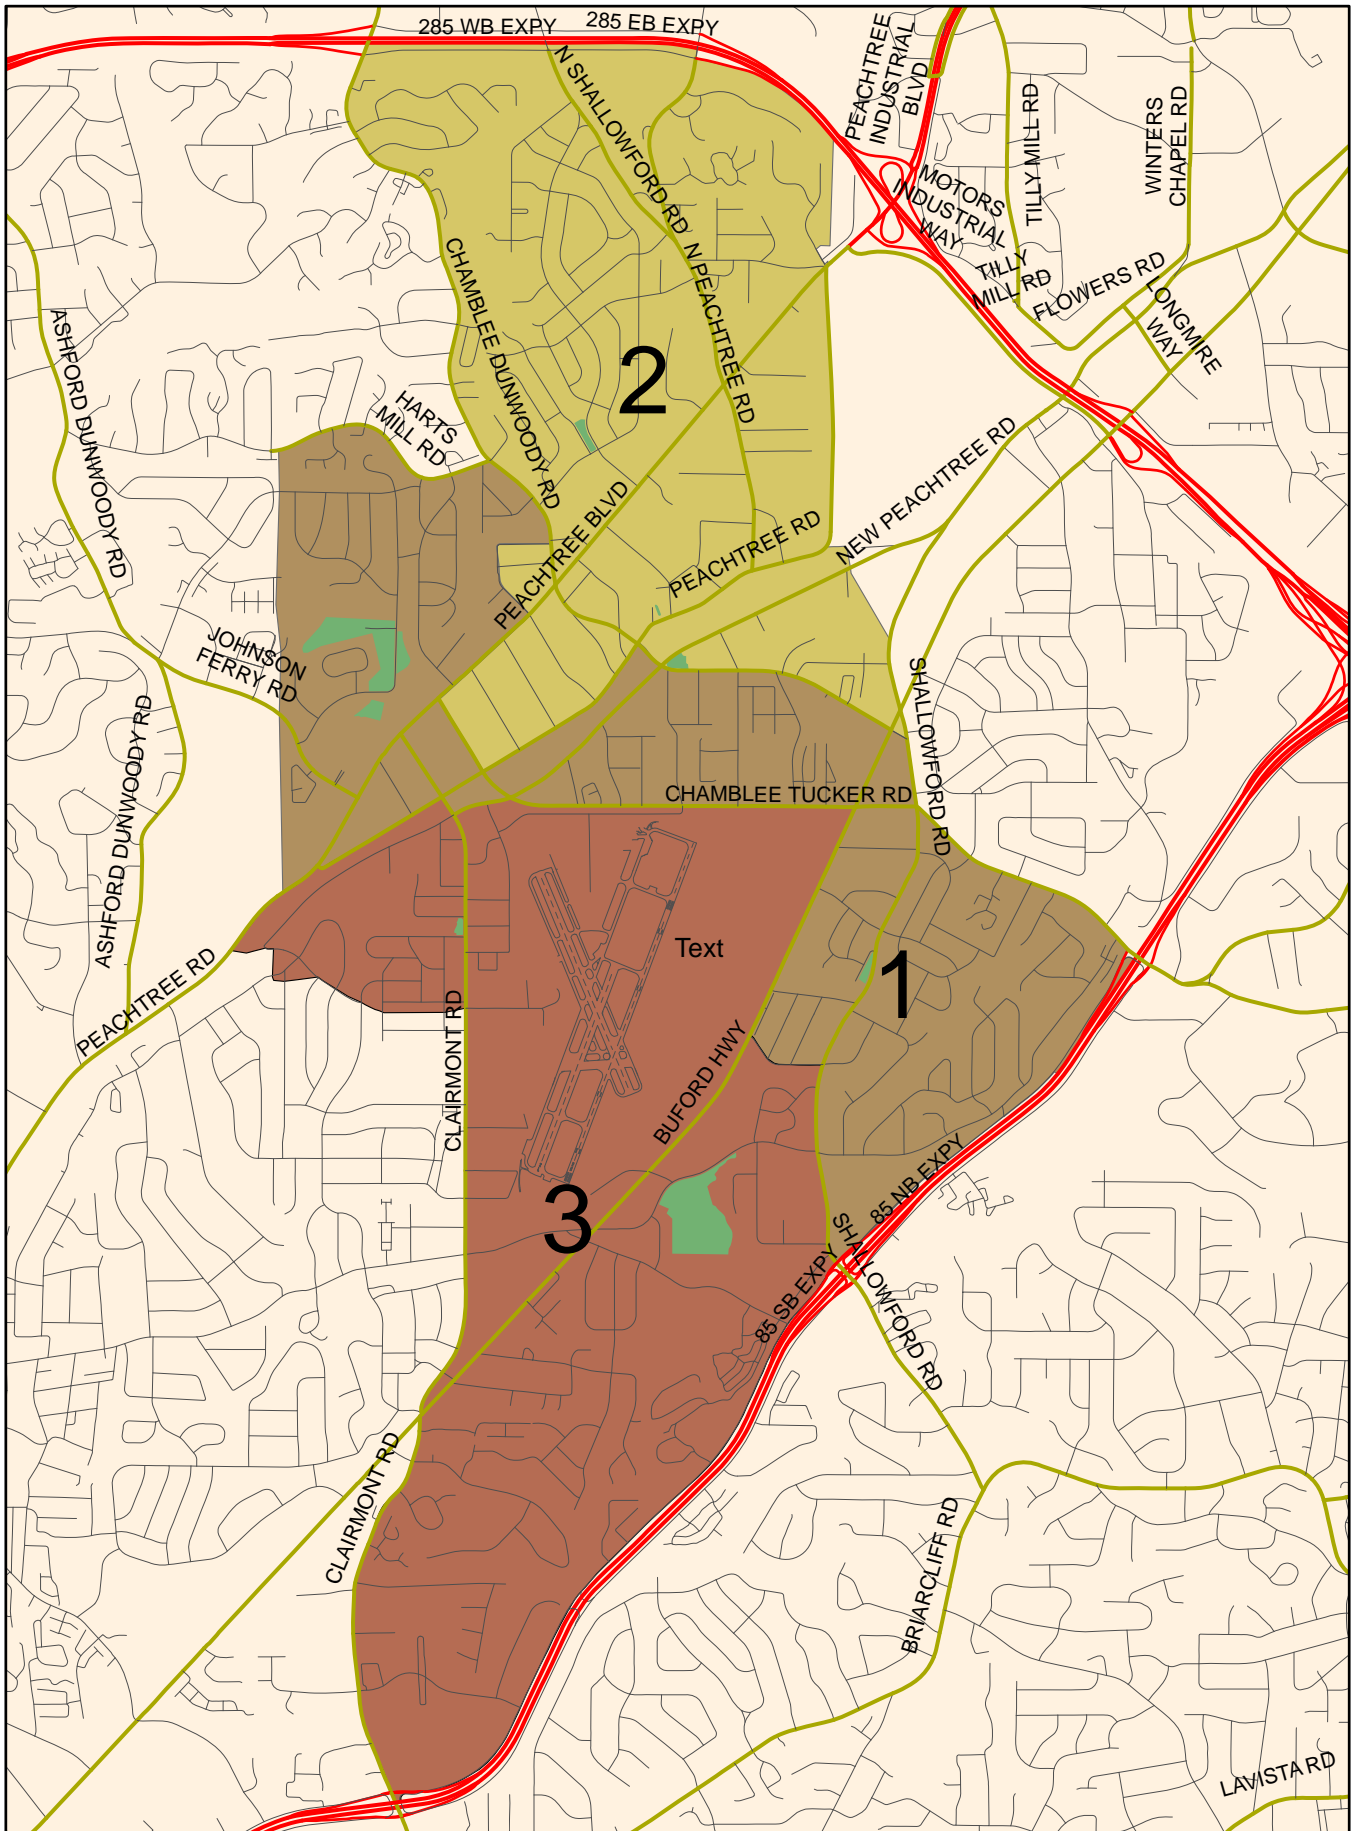 285 WB EXPY
285 EB EXPY
PEACHTREE
INDUSTRIAL
BLVD
N SHALLOWFORD RD
TILLY MILL RD
WINTERS
CHAPEL RD
MOTORS
INDUSTRIAL
WAY
TILLY
MILL RD
FLOWERS RD
LONGMIRE
WAY
N PEACHTREE RD
CHAMBLEE DUNWOODY RD
ASHFORD DUNWOODY RD
2
HARTS
MILL RD
PEACHTREE BLVD
PEACHTREE RD
NEW PEACHTREE RD
JOHNSON
FERRY RD
ASHFORD DUNWOODY RD
SHALLOWFORD RD
CHAMBLEE TUCKER RD
Text
1
PEACHTREE RD
CLAIRMONT RD
BUFORD HWY
3
85 NB EXPY
85 SB EXPY
SHALLOWFORD RD
CLAIRMONT RD
BRIARCLIFF RD
LAVISTA RD